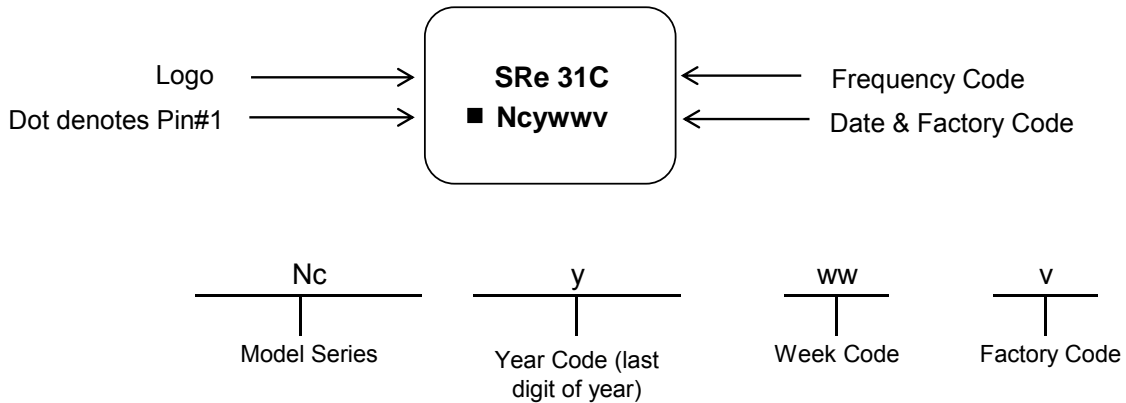 Logo
SRe 31C
Frequency Code
Dot denotes Pin#1
Ncywwv
Date & Factory Code
Nc
y
ww
v
Model Series
Year Code (last
digit of year)
Week Code
Factory Code